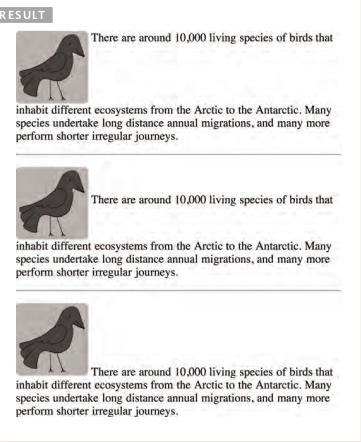 RESULT
There are around 10,000 living species of birds that
inhabit different ecosystems from the Arctic to the Antarctic. Many
species undertake long distance annual migrations, and many more
perform shorter irregular journeys.
There are around 10,000 living species of birds that
inhabit different ecosystems from the Arctic to the Antarctic. Many
species undertake long distance annual migrations, and many more
perform shorter irregular journeys.
There are around 10,000 living species of birds that
inhabit different ecosystems from the Arctic to the Antarctic. Many
species undertake long distance annual migrations, and many more
perform shorter irregular journeys.